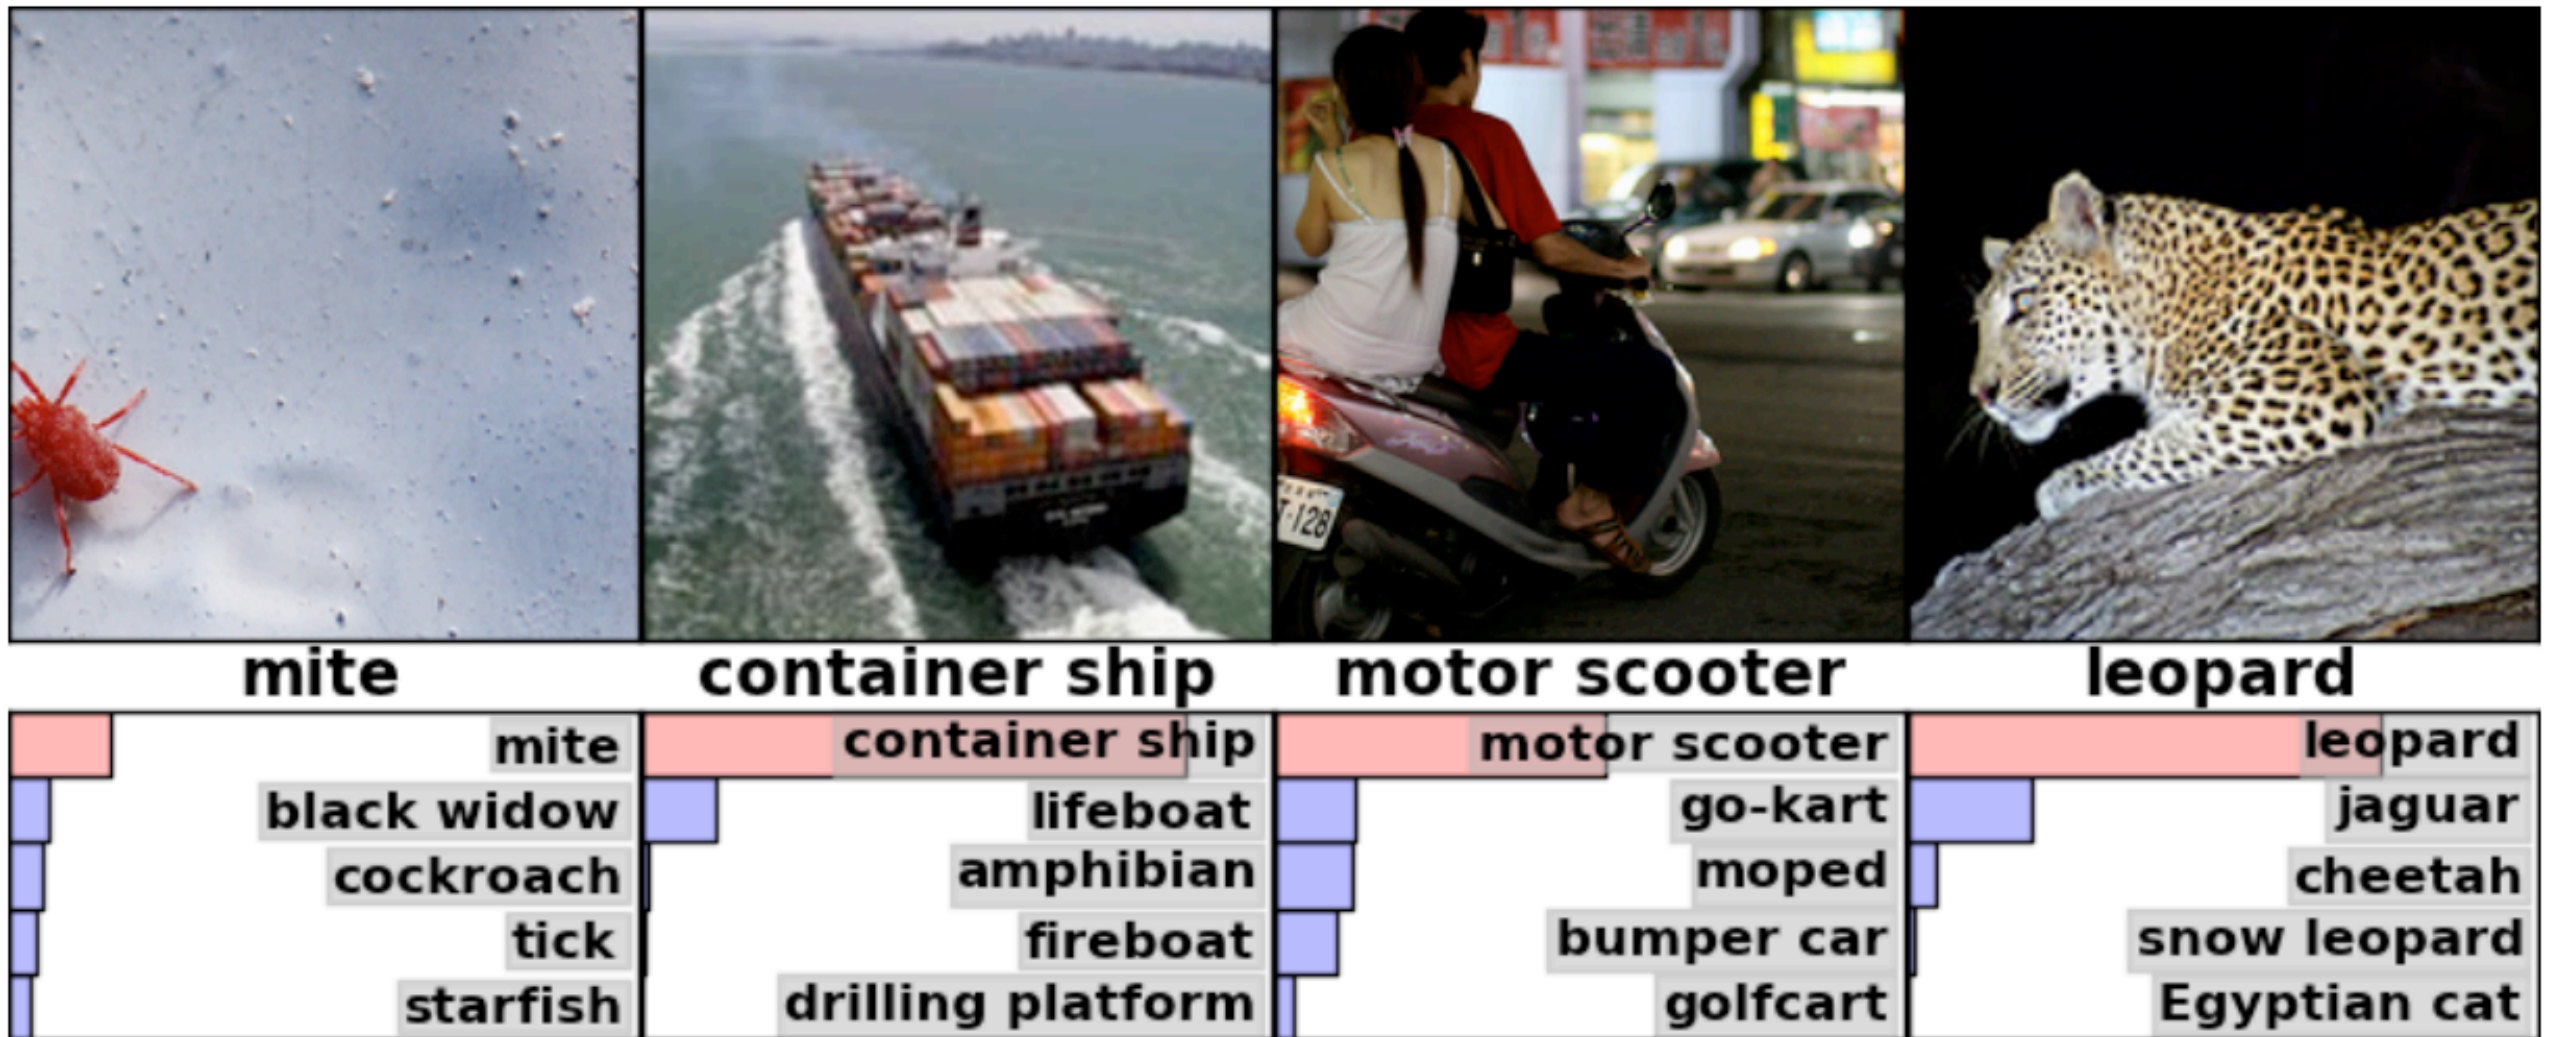 T-128
mite
container ship
motor scooter
leopard
mite
black widow
cockroach
tick
starfish
container ship
lifeboat
amphibian
fireboat
drilling platform
motor scooter
go-kart
moped
bumper car
golfcart
leopard
jaguar
cheetah
snow leopard
Egyptian cat